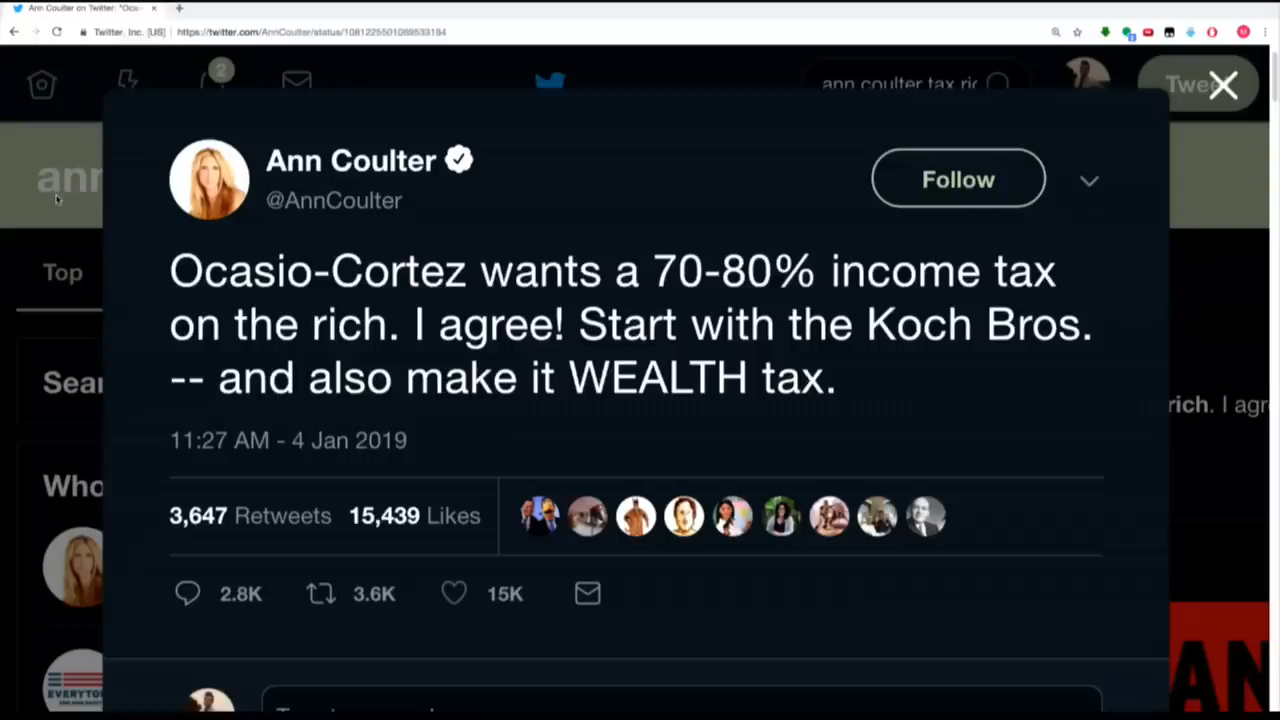 Ann Coulter on Twitter: "Ocas
Twitter, Inc. [US] https://twitter.com/AnnCoulter/status/1081225501069533184
2
ann coulter tax ric
Twee
ann
Ann Coulter
@AnnCoulter
Follow
Top
Ocasio-Cortez wants a 70-80% income tax
on the rich. I agree! Start with the Koch Bros.
-- and also make it WEALTH tax.
Sear
rich. I agr
11:27 AM - 4 Jan 2019
Who
3,647 Retweets 15,439 Likes
2.8K 3.6K 15K
EVERYTO
AN